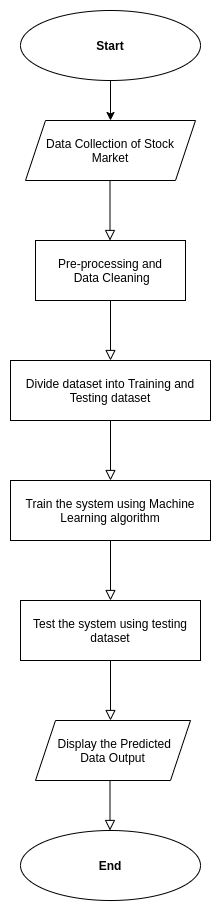 Start
Data Collection of Stock
Market
Pre-processing and
Data Cleaning
Divide dataset into Training and
Testing dataset
Train the system using Machine
Learning algorithm
Test the system using testing
dataset
Display the Predicted
Data Output
End